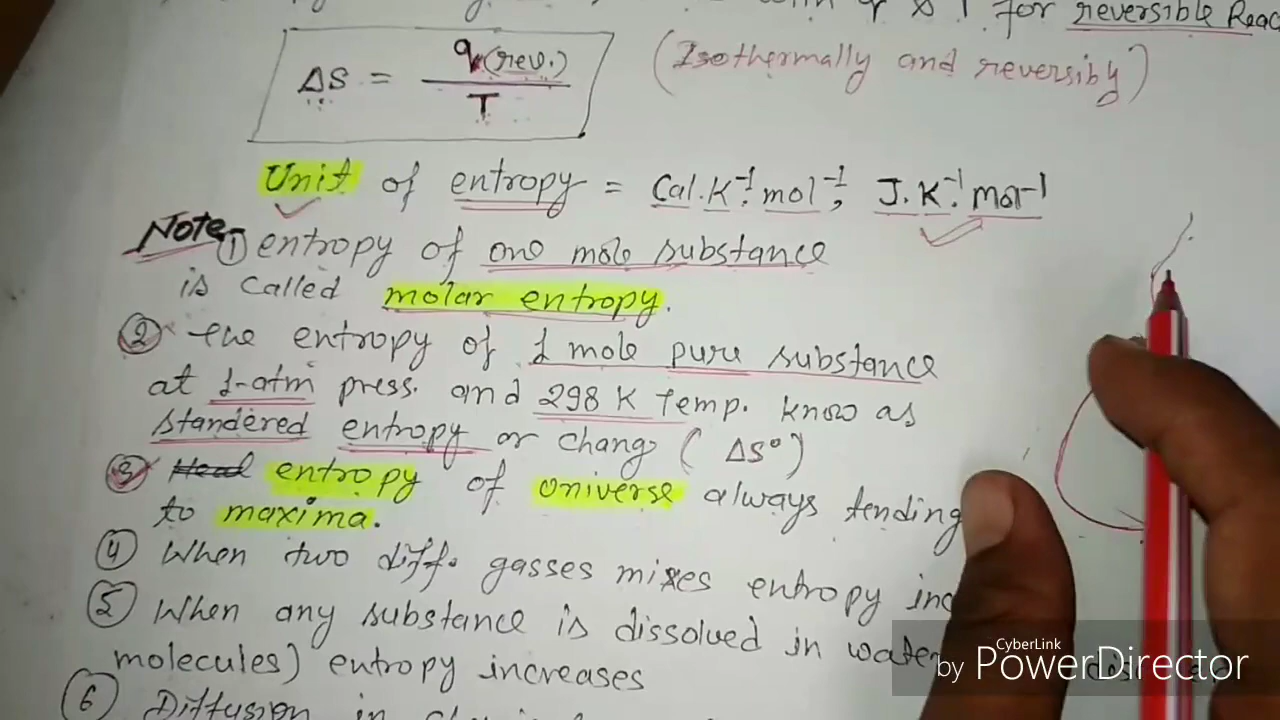 for reversible Reac
ΔS = q(rev.) / T (Isothermally and reversibly)
Unit of entropy = Cal.K⁻¹.mol⁻¹, J.K⁻¹.mol⁻¹
Note- ① entropy of one mole substance
is called molar entropy.
② the entropy of 1 mole pure substance
at 1-atm press. and 298 K Temp. know as
standered entropy or change ( ΔS° )
③ entropy of universe always tending
to maxima.
④ When two diff. gasses mixes entropy inc
⑤ When any substance is dissolved in water
molecules) entropy increases
⑥ Diffusion in
CyberLink
by PowerDirector